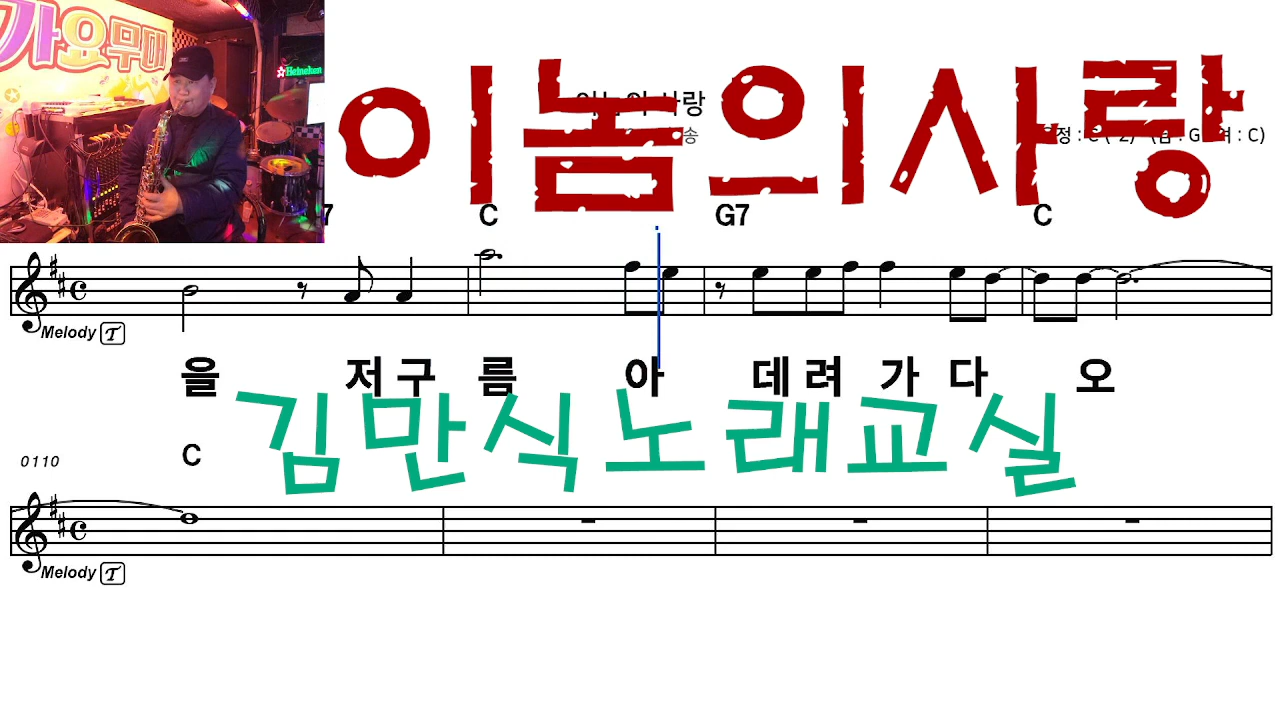 가요무대
Heineken
이놈의사랑
7 C G7 C
Melody T
을 저 구 름 아 데 려 가 다 오
김만식노래교실
0110 C
Melody T